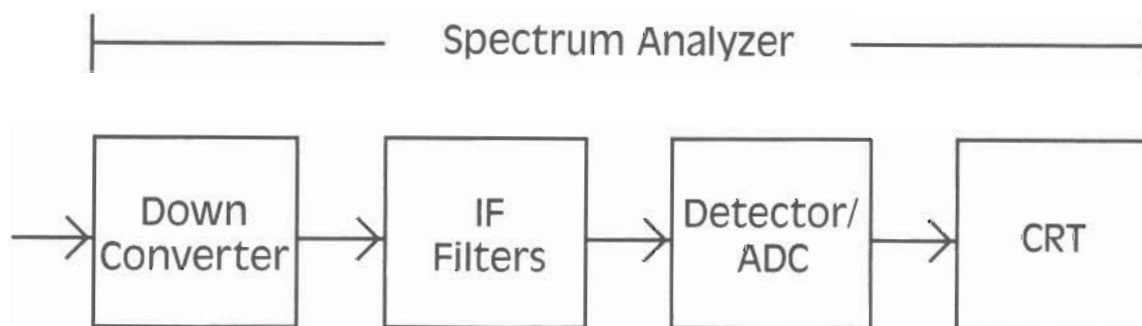 Spectrum Analyzer
Down
Converter
IF
Filters
Detector/
ADC
CRT